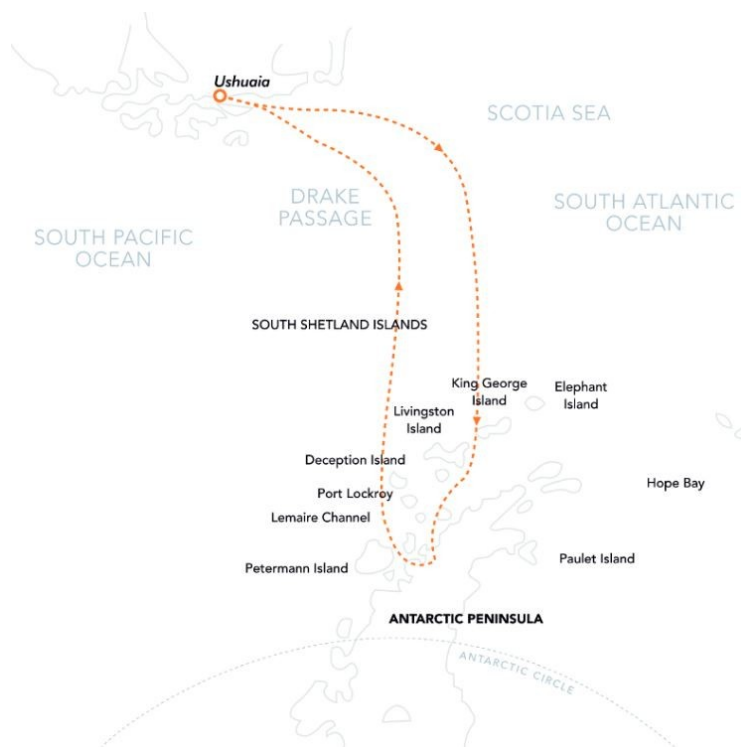 Ushuaia
SCOTIA SEA
DRAKE
PASSAGE
SOUTH ATLANTIC
OCEAN
SOUTH PACIFIC
OCEAN
SOUTH SHETLAND ISLANDS
King George
Island
Elephant
Island
Livingston
Island
Deception Island
Hope Bay
Port Lockroy
Lemaire Channel
Paulet Island
Petermann Island
ANTARCTIC PENINSULA
ANTARCTIC CIRCLE